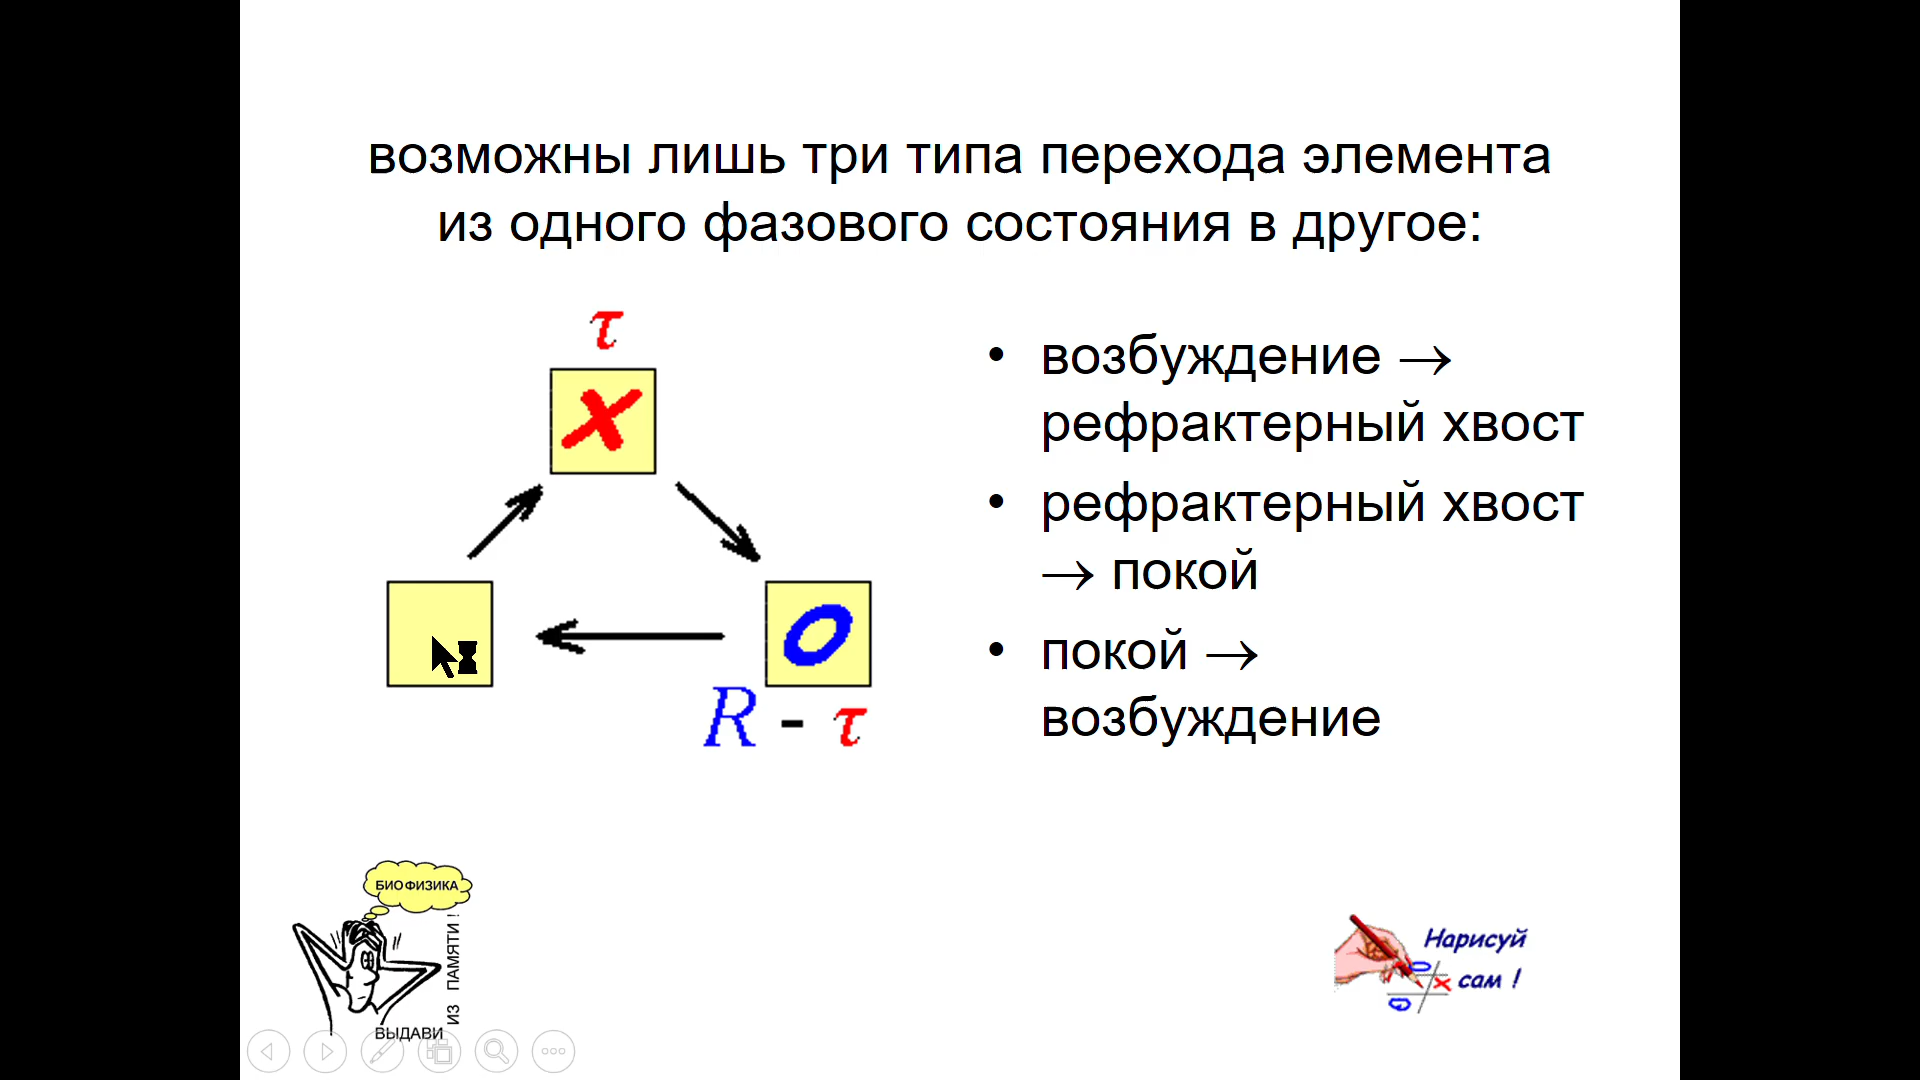 возможны лишь три типа перехода элемента
из одного фазового состояния в другое:
τ
X
O
R - τ
• возбуждение →
рефрактерный хвост
• рефрактерный хвост
→ покой
• покой →
возбуждение
БИОФИЗИКА
ВЫДАВИ
ИЗ ПАМЯТИ !
Нарисуй
сам !